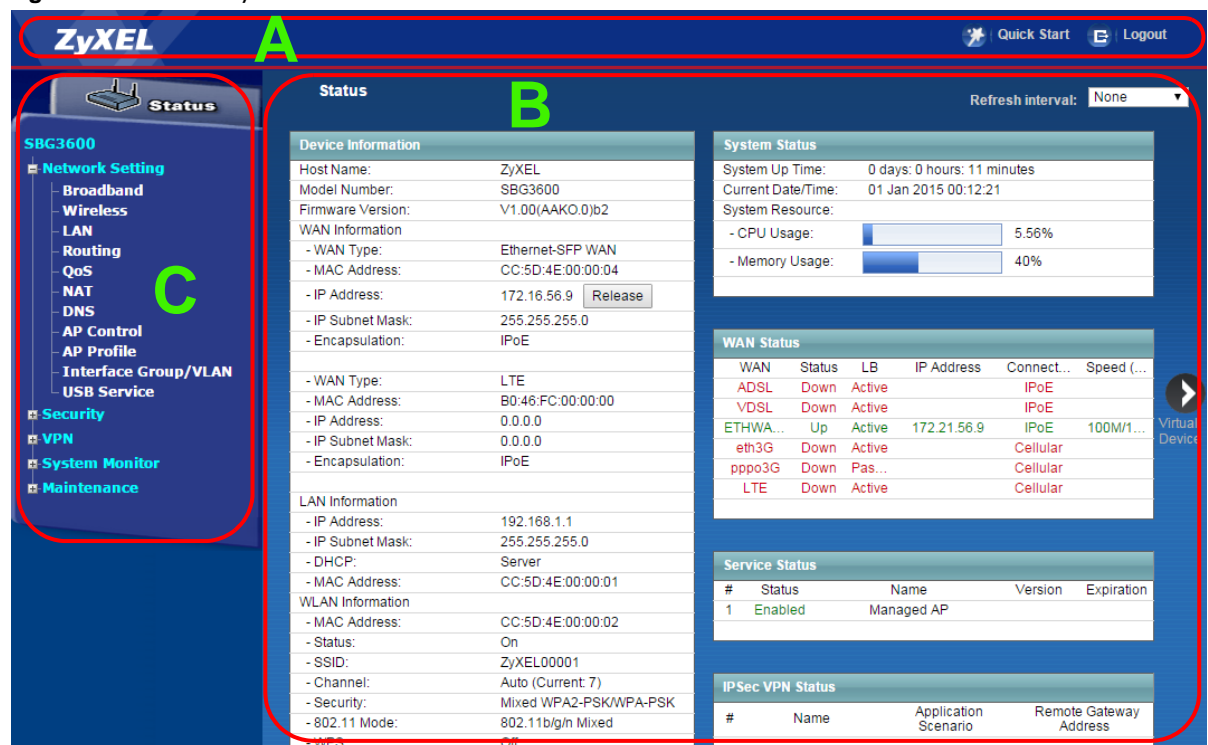 ZyXEL
A
Quick Start
Logout
Status
SBG3600
Network Setting
Broadband
Wireless
LAN
Routing
QoS
NAT
DNS
AP Control
AP Profile
Interface Group/VLAN
USB Service
Security
VPN
System Monitor
Maintenance
C
Status
B
Refresh interval: None
Device Information
Host Name: ZyXEL
Model Number: SBG3600
Firmware Version: V1.00(AAKO.0)b2
WAN Information
- WAN Type: Ethernet-SFP WAN
- MAC Address: CC:5D:4E:00:00:04
- IP Address: 172.16.56.9 Release
- IP Subnet Mask: 255.255.255.0
- Encapsulation: IPoE
- WAN Type: LTE
- MAC Address: B0:46:FC:00:00:00
- IP Address: 0.0.0.0
- IP Subnet Mask: 0.0.0.0
- Encapsulation: IPoE
LAN Information
- IP Address: 192.168.1.1
- IP Subnet Mask: 255.255.255.0
- DHCP: Server
- MAC Address: CC:5D:4E:00:00:01
WLAN Information
- MAC Address: CC:5D:4E:00:00:02
- Status: On
- SSID: ZyXEL00001
- Channel: Auto (Current: 7)
- Security: Mixed WPA2-PSK/WPA-PSK
- 802.11 Mode: 802.11b/g/n Mixed
System Status
System Up Time: 0 days: 0 hours: 11 minutes
Current Date/Time: 01 Jan 2015 00:12:21
System Resource:
- CPU Usage: 5.56%
- Memory Usage: 40%
WAN Status
WAN Status LB IP Address Connect... Speed (...
ADSL Down Active IPoE
VDSL Down Active IPoE
ETHWA... Up Active 172.21.56.9 IPoE 100M/1...
eth3G Down Active Cellular
pppo3G Down Pas... Cellular
LTE Down Active Cellular
Virtual
Device
Service Status
# Status Name Version Expiration
1 Enabled Managed AP
IPSec VPN Status
# Name Application Scenario Remote Gateway Address